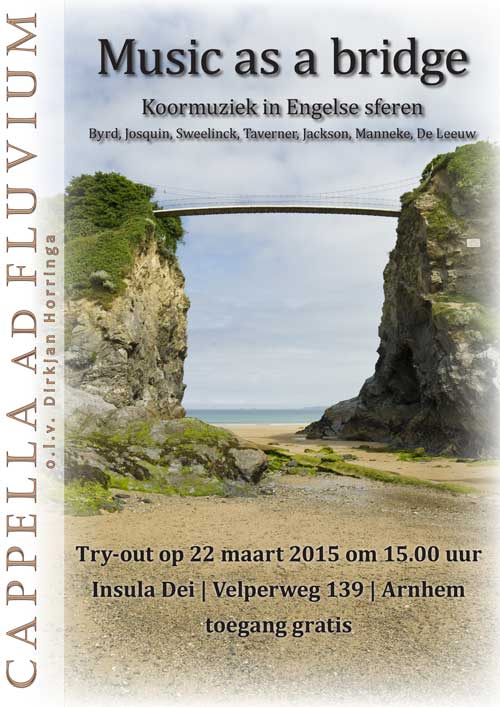 Music as a bridge
Koormuziek in Engelse sferen
Byrd, Josquin, Sweelinck, Taverner, Jackson, Manneke, De Leeuw
CAPPELLA AD FLUVIUM
o.l.v. Dirkjan Horringa
Try-out op 22 maart 2015 om 15.00 uur
Insula Dei | Velperweg 139 | Arnhem
toegang gratis